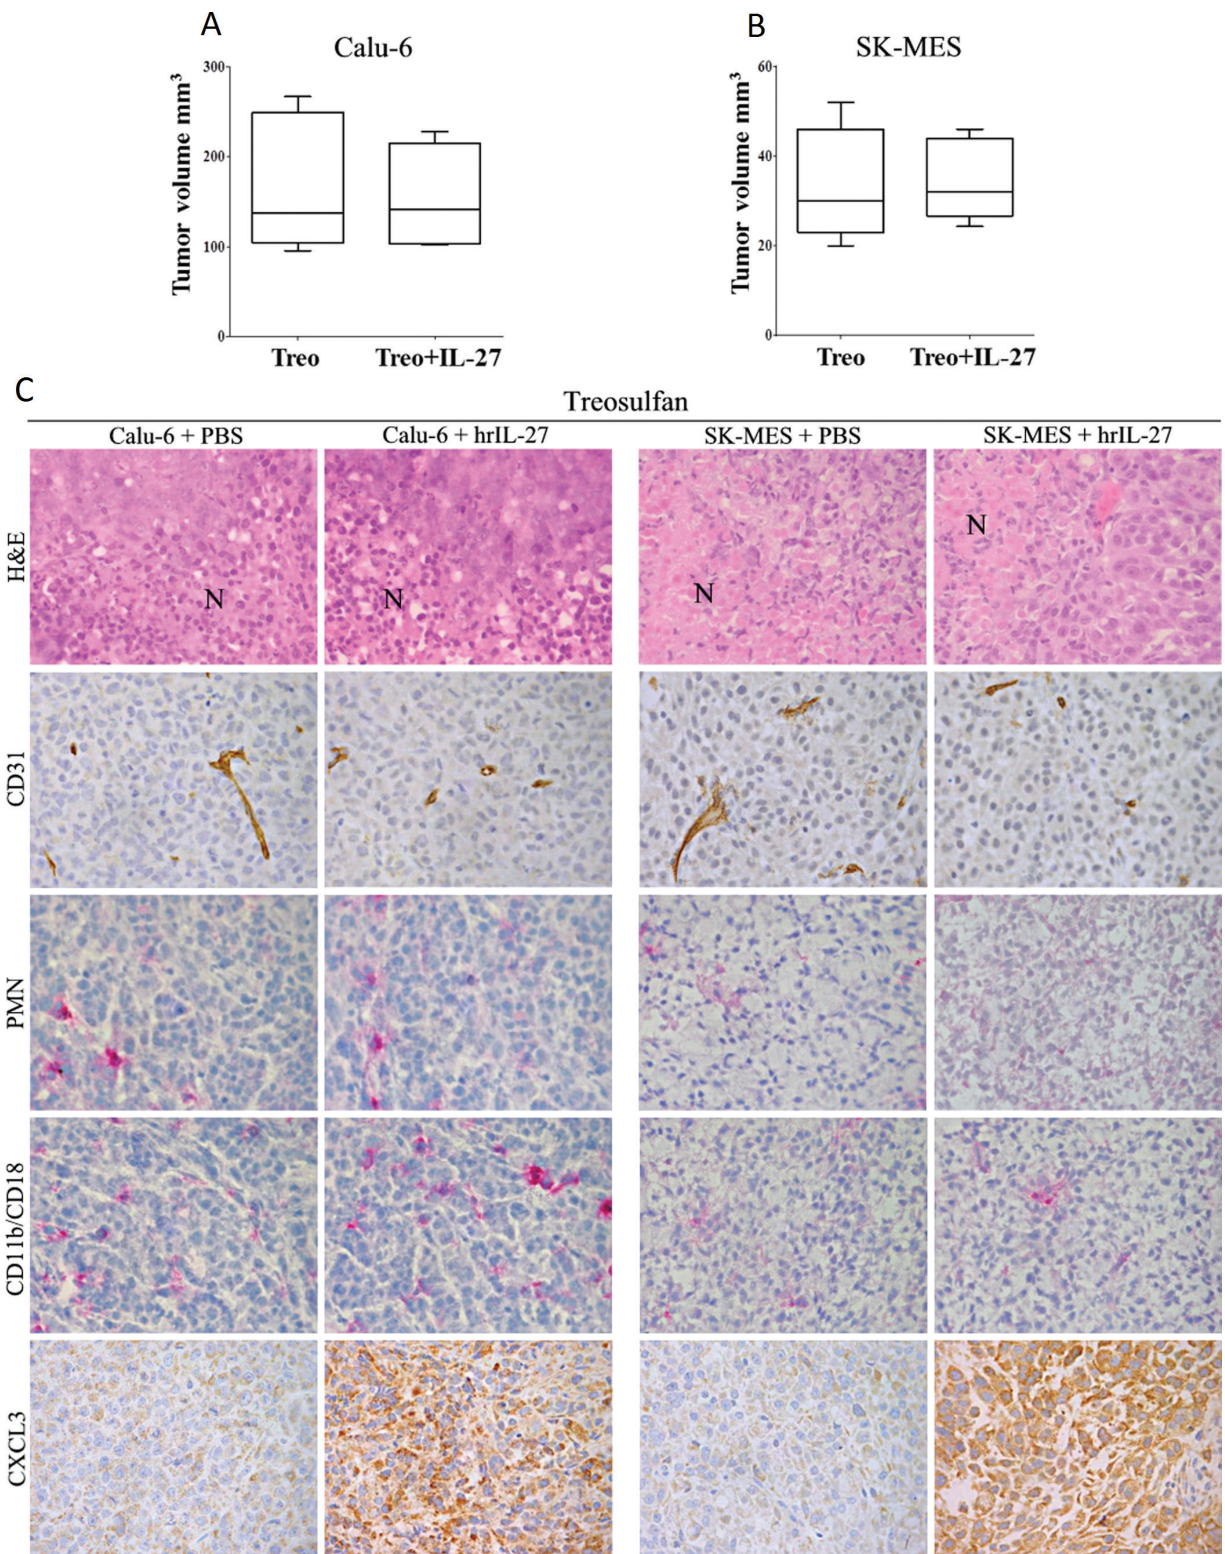 A
Calu-6
Tumor volume mm³
300
200
100
0
Treo
Treo+IL-27
B
SK-MES
Tumor volume mm³
60
40
20
0
Treo
Treo+IL-27
C
Treosulfan
Calu-6 + PBS
Calu-6 + hrIL-27
SK-MES + PBS
SK-MES + hrIL-27
H&E
N
N
N
N
CD31
PMN
CD11b/CD18
CXCL3